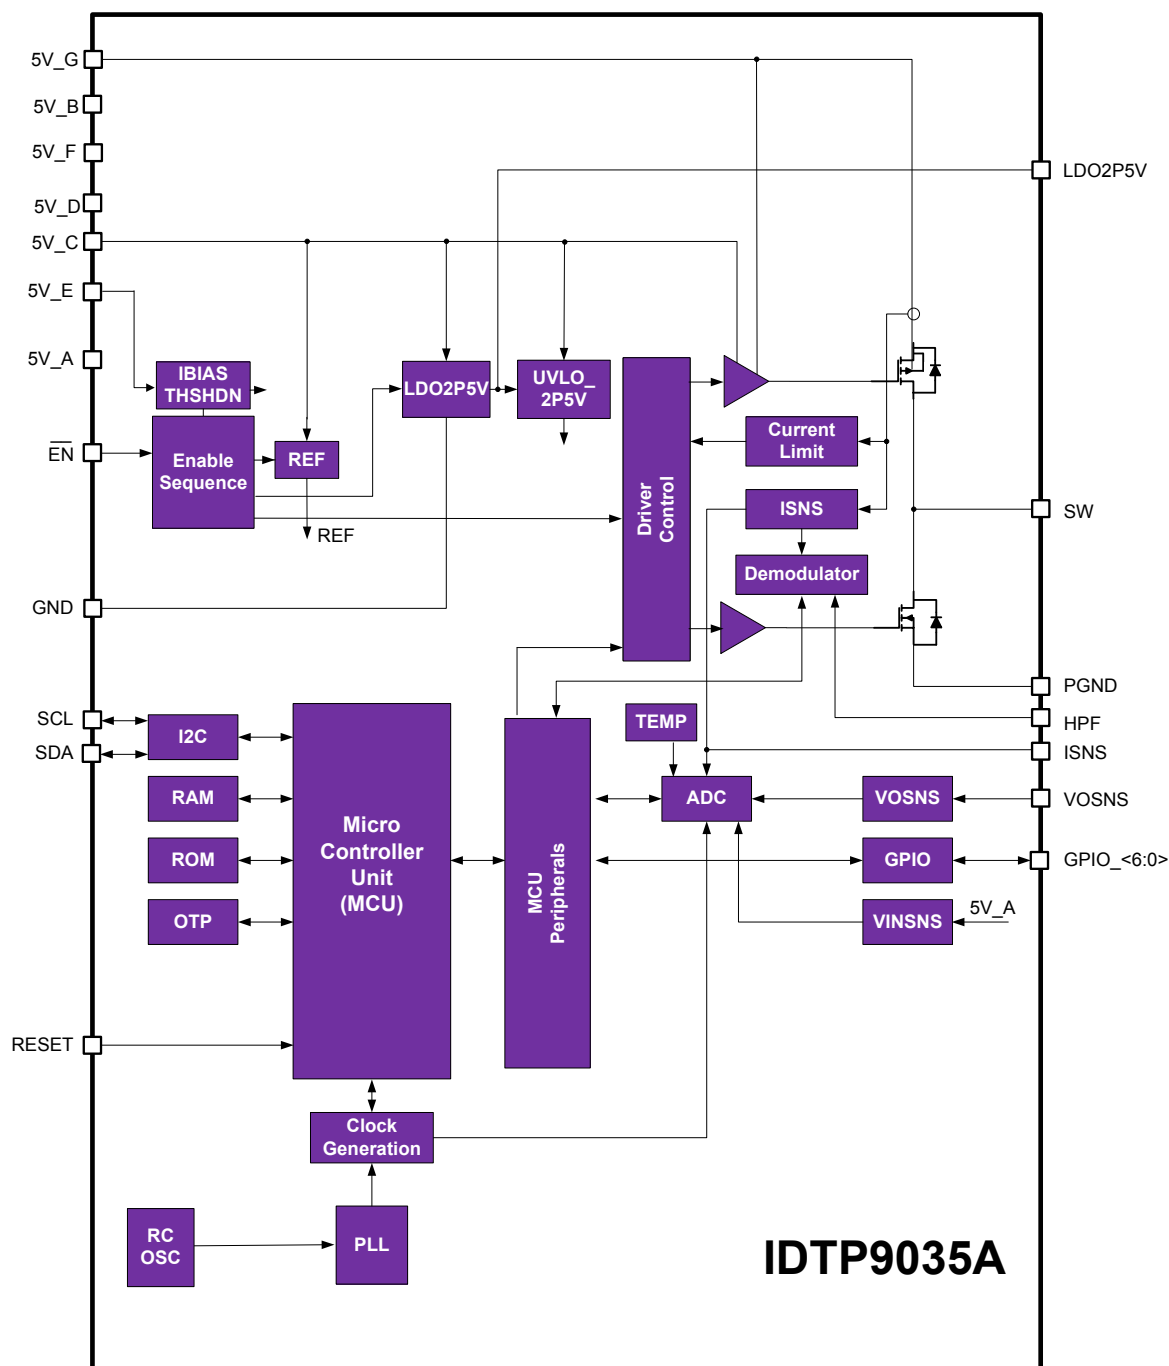 5V_G
5V_B
5V_F
5V_D
LDO2P5V
5V_C
5V_E
5V_A
IBIAS
THSHDN
LDO2P5V
UVLO_
2P5V
EN
Enable
Sequence
REF
REF
Driver
Control
Current
Limit
ISNS
Demodulator
SW
GND
PGND
HPF
ISNS
SCL
SDA
I2C
TEMP
RAM
ROM
OTP
Micro
Controller
Unit
(MCU)
MCU
Peripherals
ADC
VOSNS
VOSNS
GPIO
GPIO_<6:0>
VINSNS
5V_A
RESET
Clock
Generation
RC
OSC
PLL
IDTP9035A